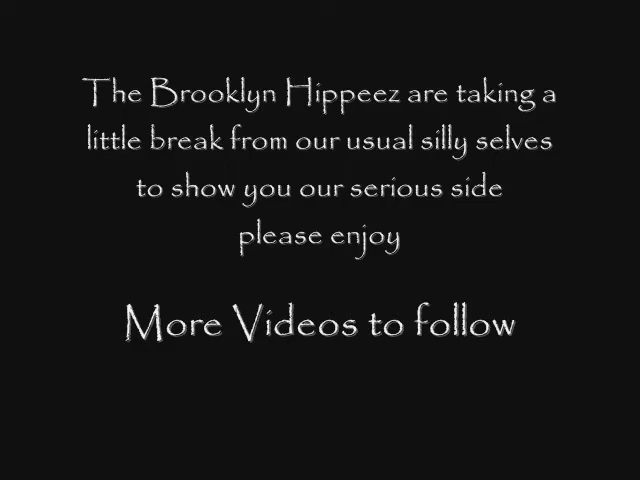 The Brooklyn Hippeez are taking a
little break from our usual silly selves
to show you our serious side
please enjoy
More Videos to follow